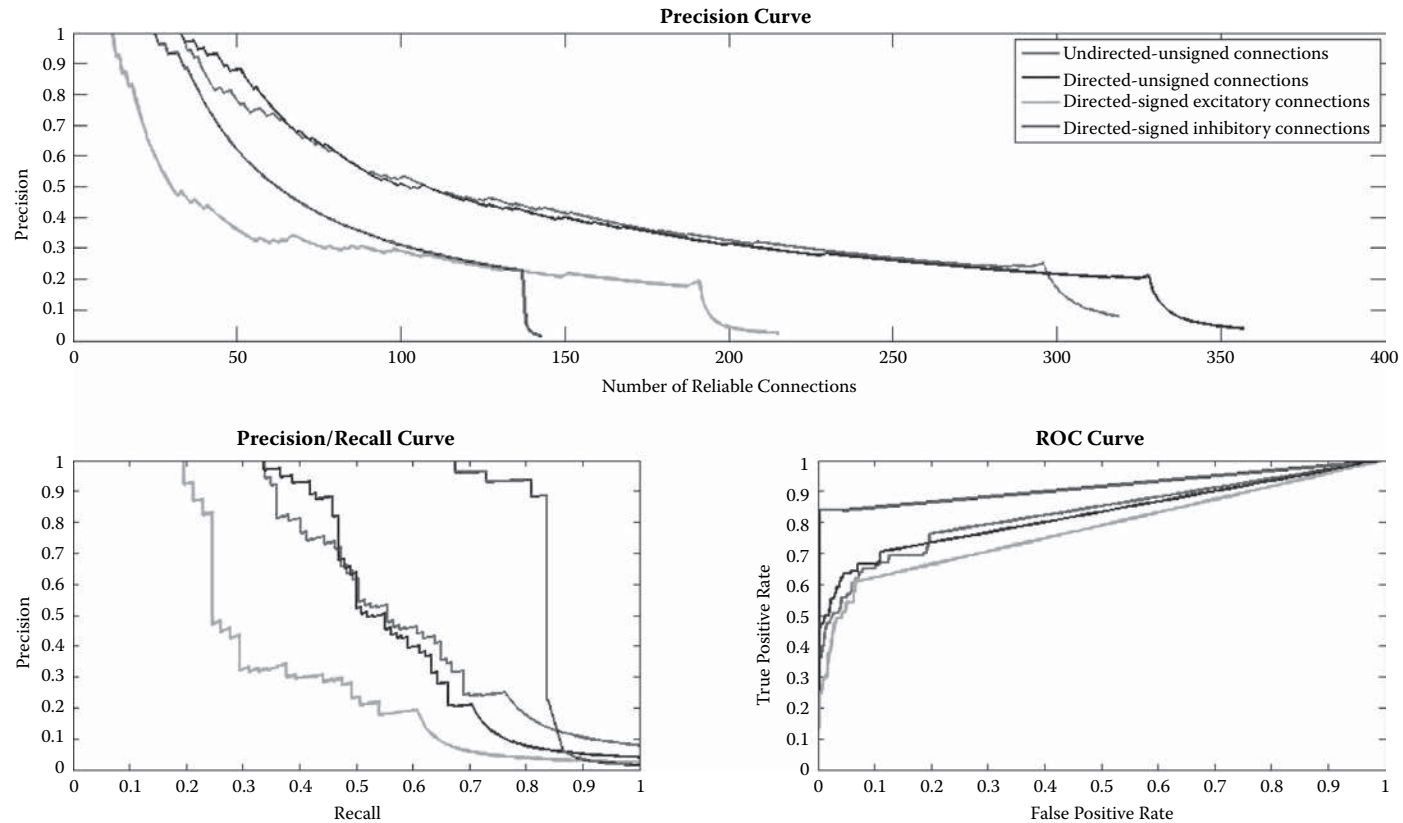 Precision Curve
1
0.9
0.8
0.7
0.6
0.5
0.4
0.3
0.2
0.1
0
Precision
Undirected-unsigned connections
Directed-unsigned connections
Directed-signed excitatory connections
Directed-signed inhibitory connections
0 50 100 150 200 250 300 350 400
Number of Reliable Connections
Precision/Recall Curve
1
0.9
0.8
0.7
0.6
0.5
0.4
0.3
0.2
0.1
0
Precision
0 0.1 0.2 0.3 0.4 0.5 0.6 0.7 0.8 0.9 1
Recall
ROC Curve
1
0.9
0.8
0.7
0.6
0.5
0.4
0.3
0.2
0.1
0
True Positive Rate
0 0.1 0.2 0.3 0.4 0.5 0.6 0.7 0.8 0.9 1
False Positive Rate